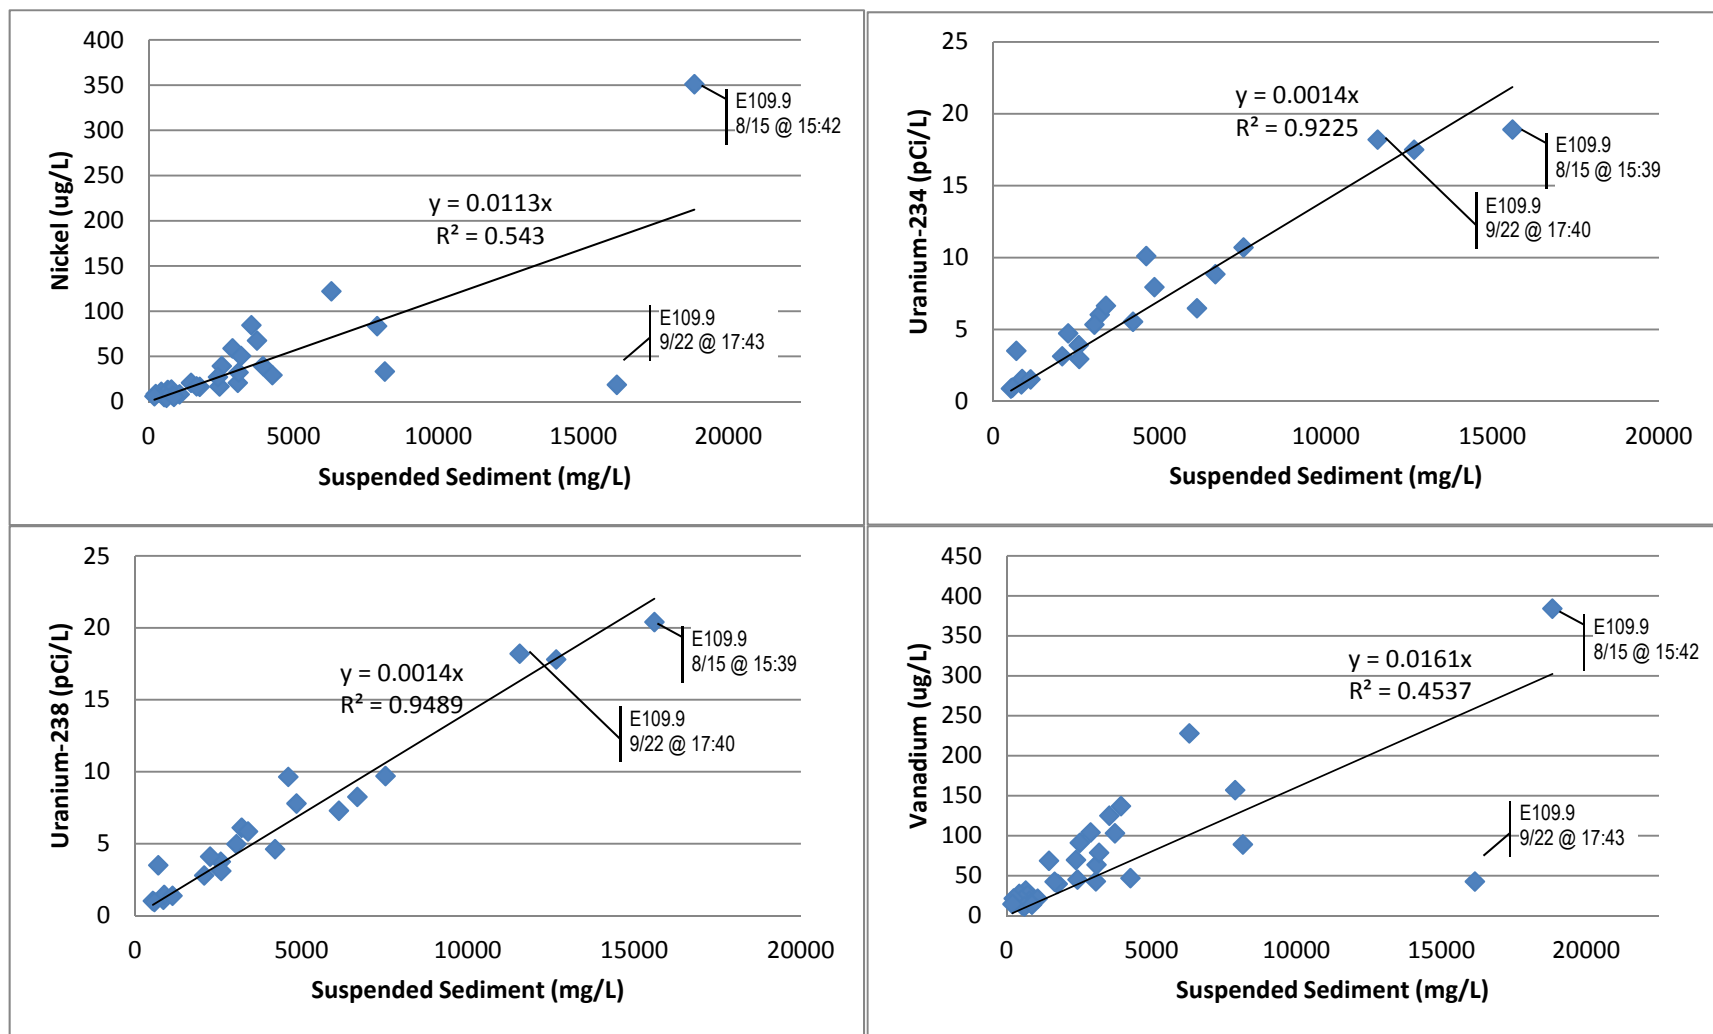 400
350
300
250
200
150
100
50
0
Nickel (ug/L)
y = 0.0113x
R² = 0.543
E109.9
8/15 @ 15:42
E109.9
9/22 @ 17:43
0 5000 10000 15000 20000
Suspended Sediment (mg/L)
25
20
15
10
5
0
Uranium-234 (pCi/L)
y = 0.0014x
R² = 0.9225
E109.9
8/15 @ 15:39
E109.9
9/22 @ 17:40
0 5000 10000 15000 20000
Suspended Sediment (mg/L)
25
20
15
10
5
0
Uranium-238 (pCi/L)
y = 0.0014x
R² = 0.9489
E109.9
8/15 @ 15:39
E109.9
9/22 @ 17:40
0 5000 10000 15000 20000
Suspended Sediment (mg/L)
450
400
350
300
250
200
150
100
50
0
Vanadium (ug/L)
y = 0.0161x
R² = 0.4537
E109.9
8/15 @ 15:42
E109.9
9/22 @ 17:43
0 5000 10000 15000 20000
Suspended Sediment (mg/L)